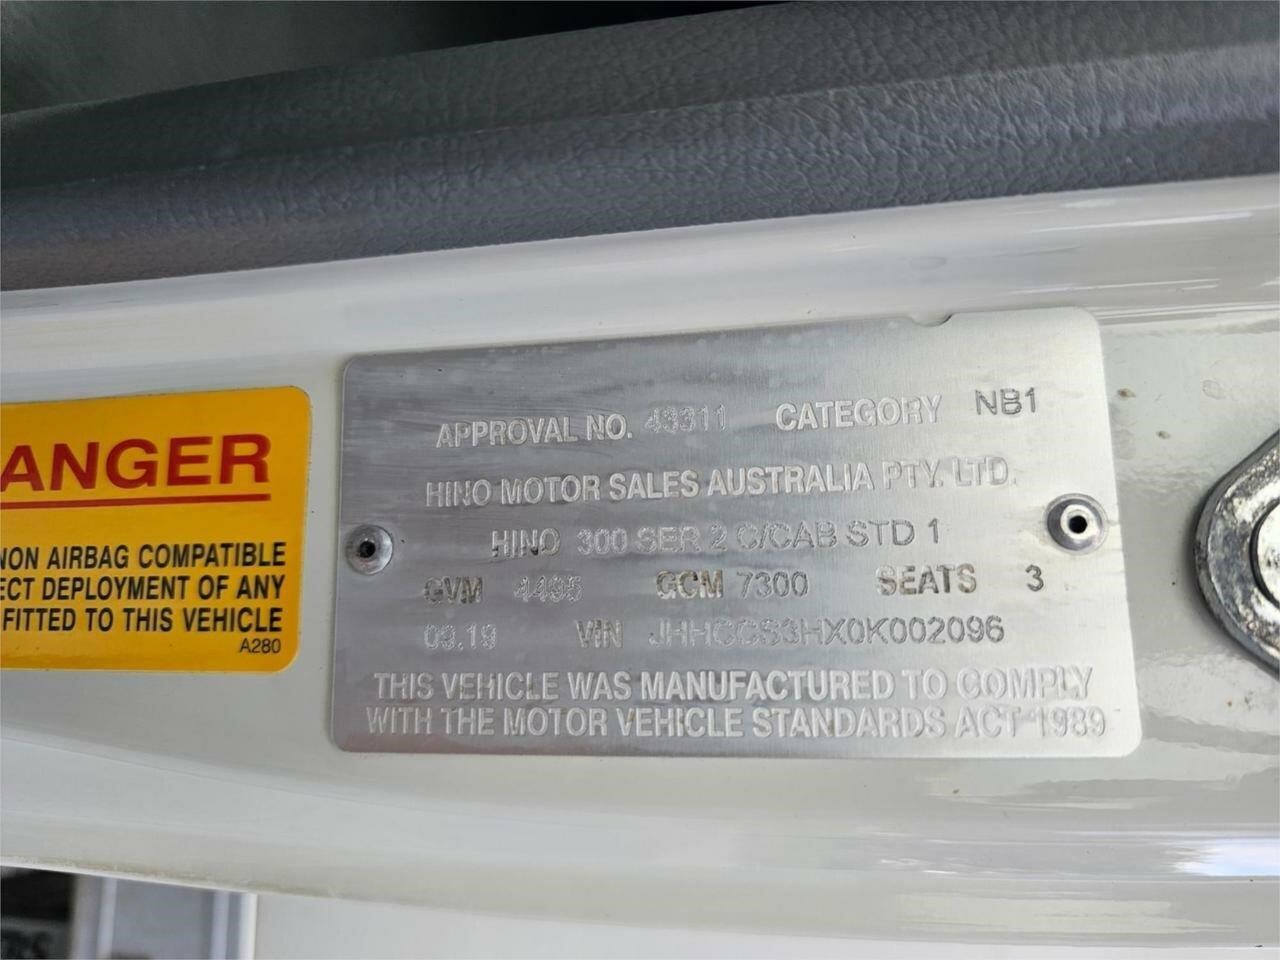 ANGER
NON AIRBAG COMPATIBLE
ECT DEPLOYMENT OF ANY
FITTED TO THIS VEHICLE
A280
APPROVAL NO. 43311 CATEGORY NB1
HINO MOTOR SALES AUSTRALIA PTY. LTD.
HINO 300 SER 2 C/CAB STD 1
GVM 4495 GCM 7300 SEATS 3
09.19 VIN JHHCCS3HX0K002096
THIS VEHICLE WAS MANUFACTURED TO COMPLY
WITH THE MOTOR VEHICLE STANDARDS ACT 1989